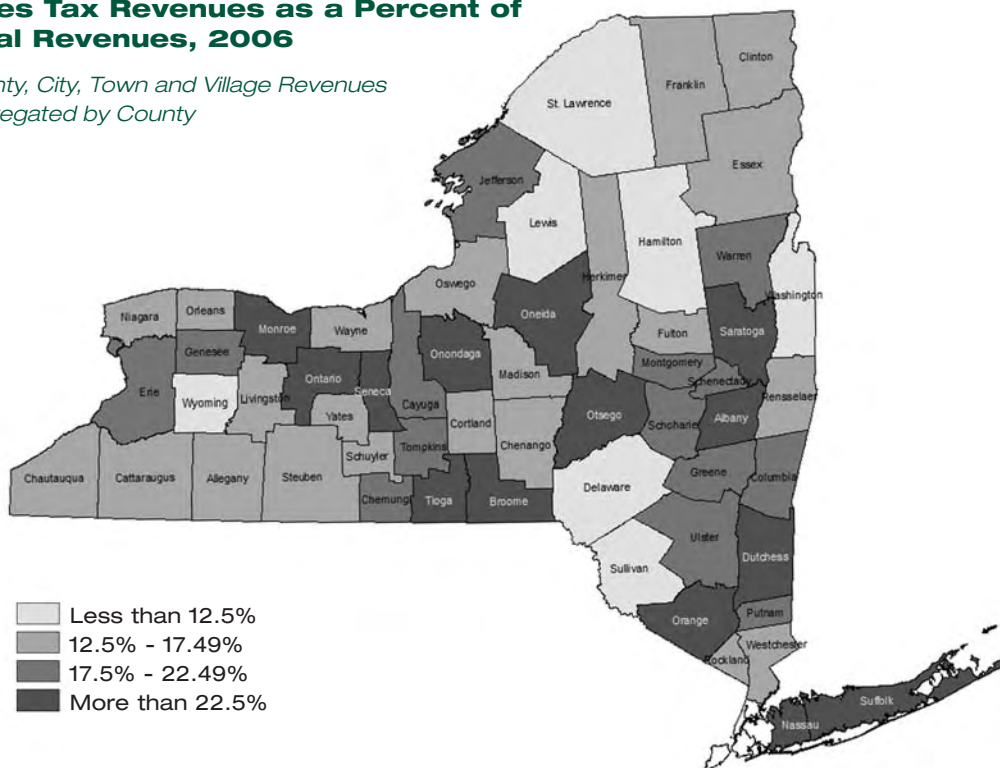 es Tax Revenues as a Percent of
al Revenues, 2006
nty, City, Town and Village Revenues
regated by County
Clinton
Franklin
St. Lawrence
Essex
Jefferson
Lewis
Hamilton
Warren
Herkimer
Oswego
Washington
Oneida
Niagara
Orleans
Monroe
Wayne
Fulton
Saratoga
Genesee
Onondaga
Madison
Montgomery
Schenectady
Erie
Wyoming
Livingston
Ontario
Seneca
Cayuga
Yates
Cortland
Chenango
Otsego
Schoharie
Albany
Rensselaer
Schuyler
Tompkins
Chautauqua
Cattaraugus
Allegany
Steuben
Chemung
Tioga
Broome
Delaware
Greene
Columbia
Ulster
Dutchess
Sullivan
Orange
Putnam
Westchester
Rockland
Suffolk
Nassau
Less than 12.5%
12.5% - 17.49%
17.5% - 22.49%
More than 22.5%